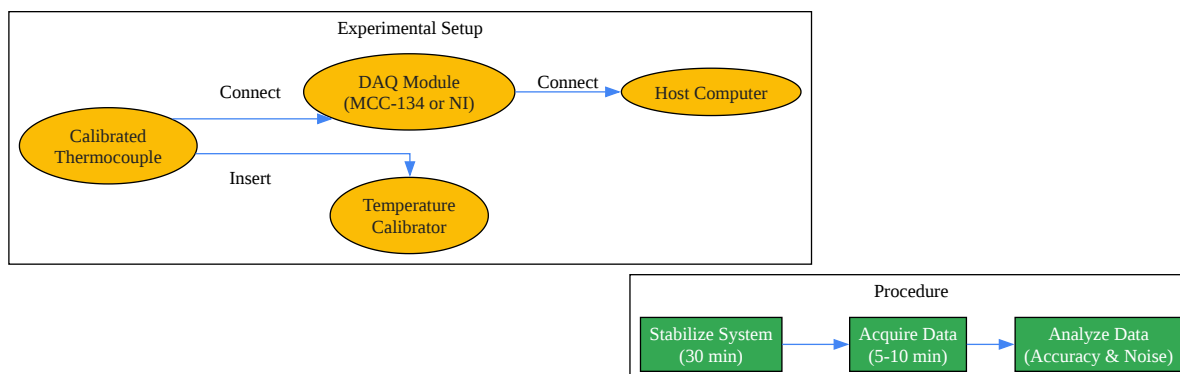 Experimental Setup
Connect
DAQ Module
(MCC-134 or NI)
Connect
Host Computer
Calibrated
Thermocouple
Insert
Temperature
Calibrator
Procedure
Stabilize System
(30 min)
Acquire Data
(5-10 min)
Analyze Data
(Accuracy & Noise)